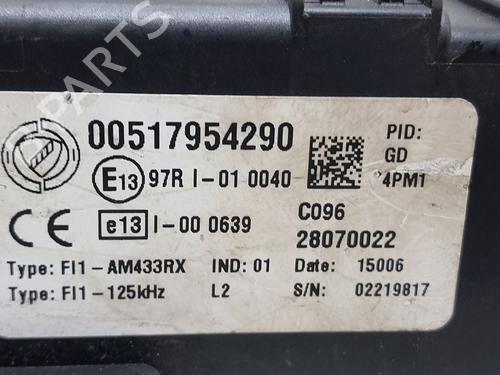 PARTS
00517954290
PID:
GD
4PM1
E13 97R I-01 0040
CE e13 I-00 0639
C096
28070022
Type: FI1-AM433RX IND: 01 Date: 15006
Type: FI1-125kHz L2 S/N: 02219817